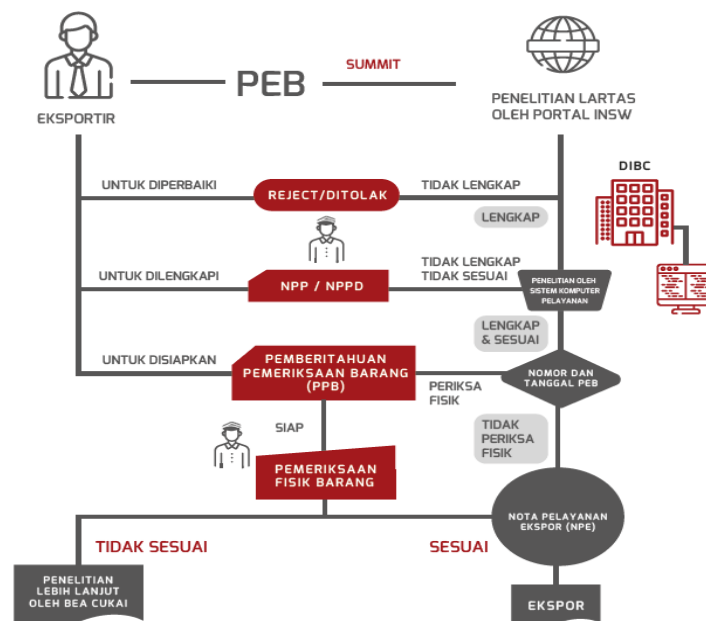 PEB
SUMMIT
EKSPORTIR
PENELITIAN LARTAS
OLEH PORTAL INSW
DIBC
UNTUK DIPERBAIKI
REJECT/DITOLAK
TIDAK LENGKAP
LENGKAP
UNTUK DILENGKAPI
NPP / NPPD
TIDAK LENGKAP
TIDAK SESUAI
PENELITIAN OLEH
SISTEM KOMPUTER
PELAYANAN
LENGKAP
& SESUAI
UNTUK DISIAPKAN
PEMBERITAHUAN
PEMERIKSAAN BARANG
(PPB)
PERIKSA
FISIK
NOMOR DAN
TANGGAL PEB
SIAP
TIDAK
PERIKSA
FISIK
PEMERIKSAAN
FISIK BARANG
NOTA PELAYANAN
EKSPOR (NPE)
TIDAK SESUAI
SESUAI
PENELITIAN
LEBIH LANJUT
OLEH BEA CUKAI
EKSPOR